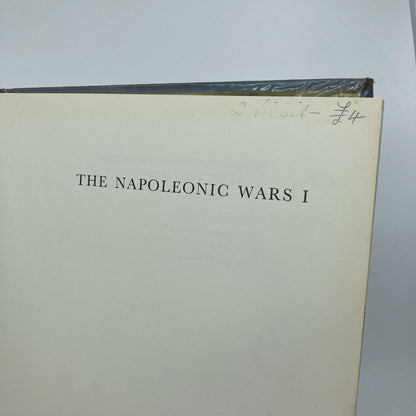 2 Vol Set - £4
THE NAPOLEONIC WARS I